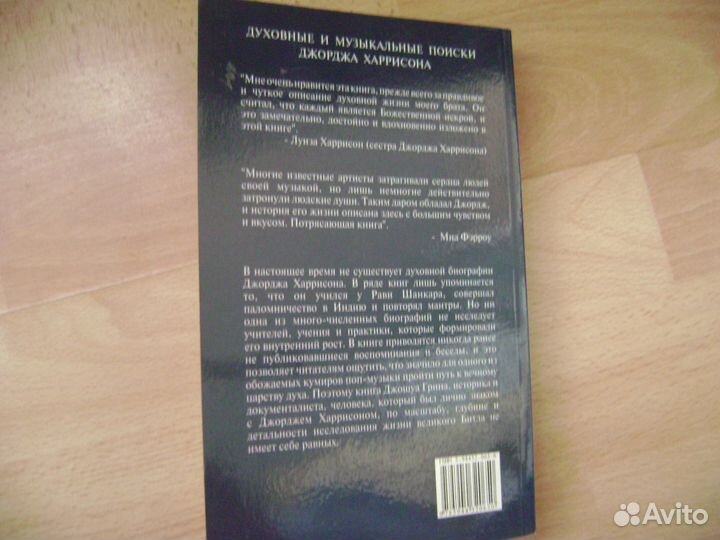 ДУХОВНЫЕ И МУЗЫКАЛЬНЫЕ ПОИСКИ
ДЖОРДЖА ХАРРИСОНА
"Мне очень нравится эта книга, прежде всего за правдивое
и чуткое описание духовной жизни моего брата. Он
считал, что каждый является Божественной искрой, и
это замечательно, достойно и вдохновенно изложено в
этой книге".
- Луиза Харрисон (сестра Джорджа Харрисона)
"Многие известные артисты затрагивали сердца людей
своей музыкой, но лишь немногие действительно
затронули людские души. Таким даром обладал Джордж,
и история его жизни описана здесь с большим чувством
и вкусом. Потрясающая книга".
- Миа Фэрроу
В настоящее время не существует духовной биографии
Джорджа Харрисона. В ряде книг лишь упоминается
то, что он учился у Рави Шанкара, совершал
паломничество в Индию и повторял мантры. Но ни
одна из много-численных биографий не исследует
учителей, учения и практики, которые формировали
его внутренний рост. В книге приводятся никогда ранее
не публиковавшиеся воспоминания и беседы, и это
позволяет читателям ощутить, что значило для одного из
обожаемых кумиров поп-музыки пройти путь к вечному
царству духа. Поэтому книга Джошуа Грина, историка и
документалиста, человека, который был лично знаком
с Джорджем Харрисоном, по масштабу, глубине и
детальности исследования жизни великого Битла не
имеет себе равных.
Avito